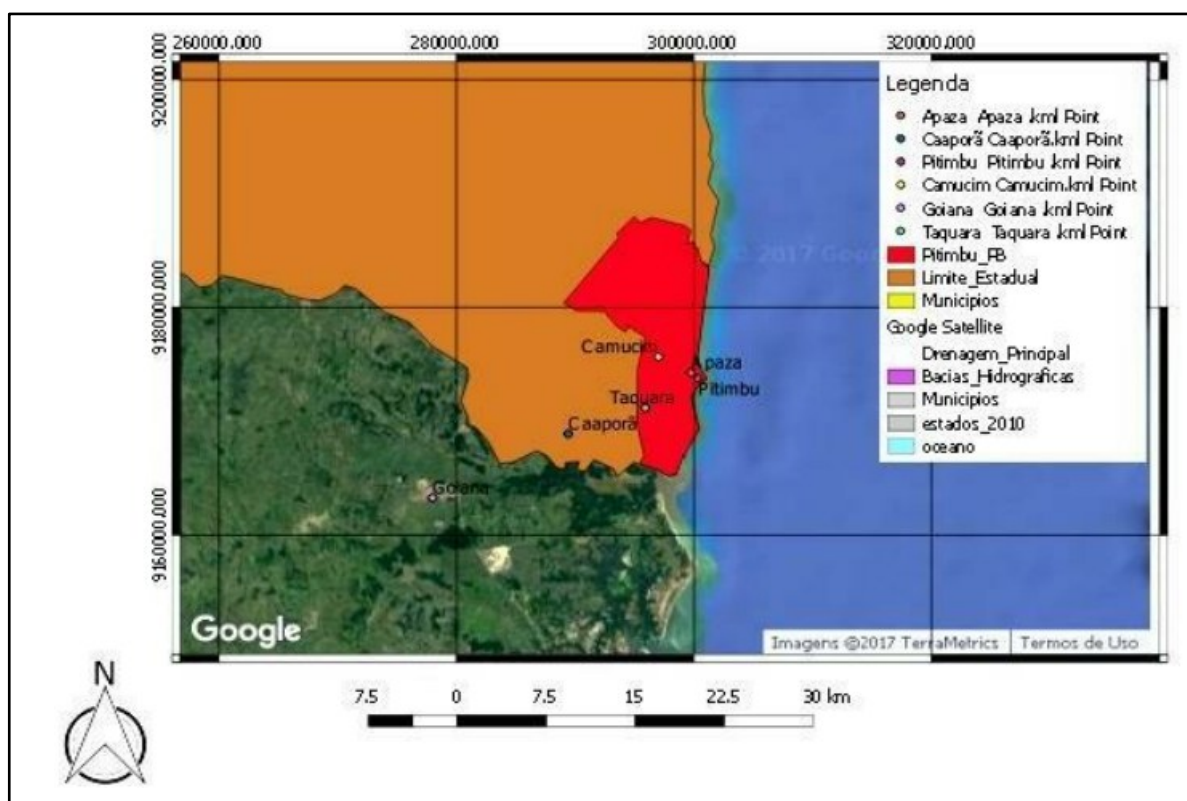 260000.000 280000.000 300000.000 320000.000
9200000.000
9180000.000
9160000.000
Legenda
Apaza Apaza .kml Point
Caaporã Caaporã.kml Point
Pitimbu Pitimbu .kml Point
Camucim Camucim.kml Point
Goiana Goiana .kml Point
Taquara Taquara .kml Point
Pitimbu_PB
Limite_Estadual
Municipios
Google Satellite
Drenagem_Principal
Bacias_Hidrograficas
Municipios
estados_2010
oceano
© 2017
Camucim
Apaza
Pitimbu
Taquara
Caaporã
Goiana
Google
Imagens ©2017 TerraMetrics Termos de Uso
N
7.5 0 7.5 15 22.5 30 km